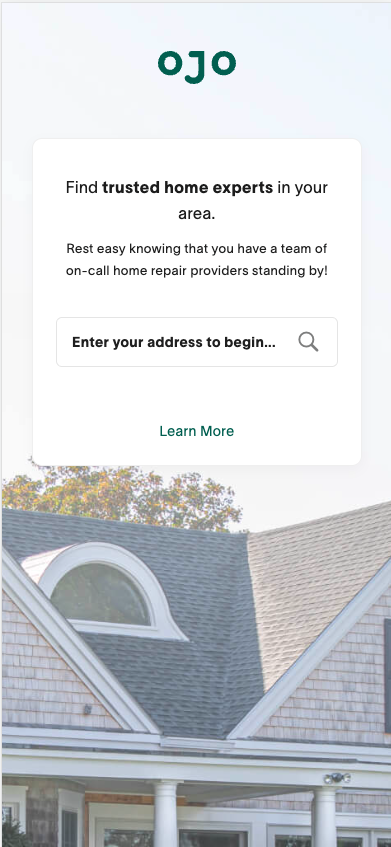 ojo
Find trusted home experts in your
area.
Rest easy knowing that you have a team of
on-call home repair providers standing by!
Enter your address to begin...
Learn More